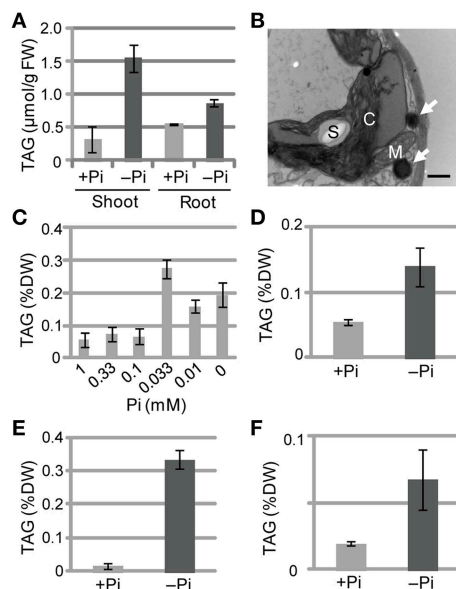 A
TAG (µmol/g FW)
2.0
1.5
1.0
0.5
0
+Pi –Pi +Pi –Pi
Shoot Root
B
S
C
M
C
TAG (%DW)
0.4
0.3
0.2
0.1
0
1 0.33 0.1 0.033 0.01 0
Pi (mM)
D
TAG (%DW)
0.2
0.1
0
+Pi –Pi
E
TAG (%DW)
0.4
0.3
0.2
0.1
0
+Pi –Pi
F
TAG (%DW)
0.1
0
+Pi –Pi